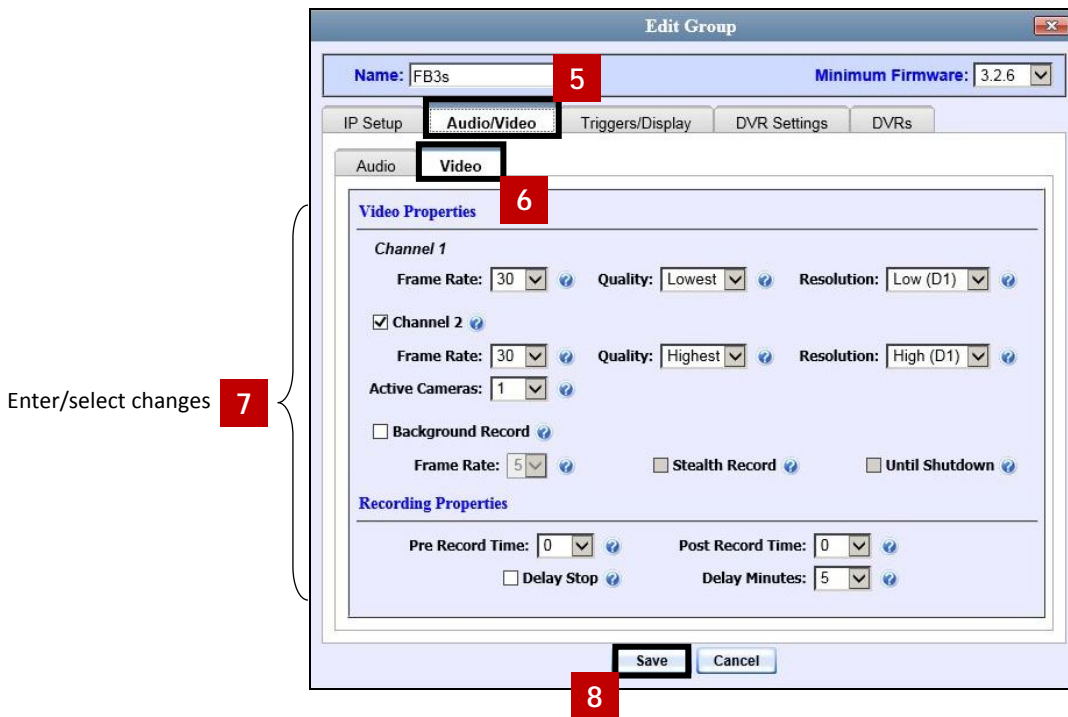 Edit Group
Name: FB3s
Minimum Firmware: 3.2.6
5
IP Setup Audio/Video Triggers/Display DVR Settings DVRs
Audio Video
6
Video Properties
Channel 1
Frame Rate: 30 Quality: Lowest Resolution: Low (D1)
Channel 2
Frame Rate: 30 Quality: Highest Resolution: High (D1)
Active Cameras: 1
Enter/select changes 7
Background Record
Frame Rate: 5 Stealth Record Until Shutdown
Recording Properties
Pre Record Time: 0 Post Record Time: 0
Delay Stop Delay Minutes: 5
Save Cancel
8